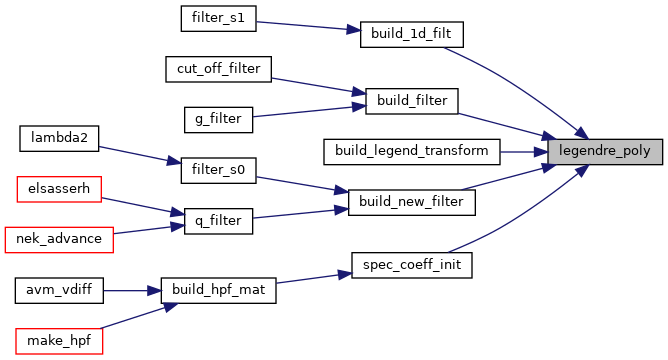 filter_s1
build_1d_filt
cut_off_filter
build_filter
g_filter
lambda2
build_legend_transform
legendre_poly
filter_s0
elsasserh
build_new_filter
q_filter
nek_advance
spec_coeff_init
avm_vdiff
build_hpf_mat
make_hpf